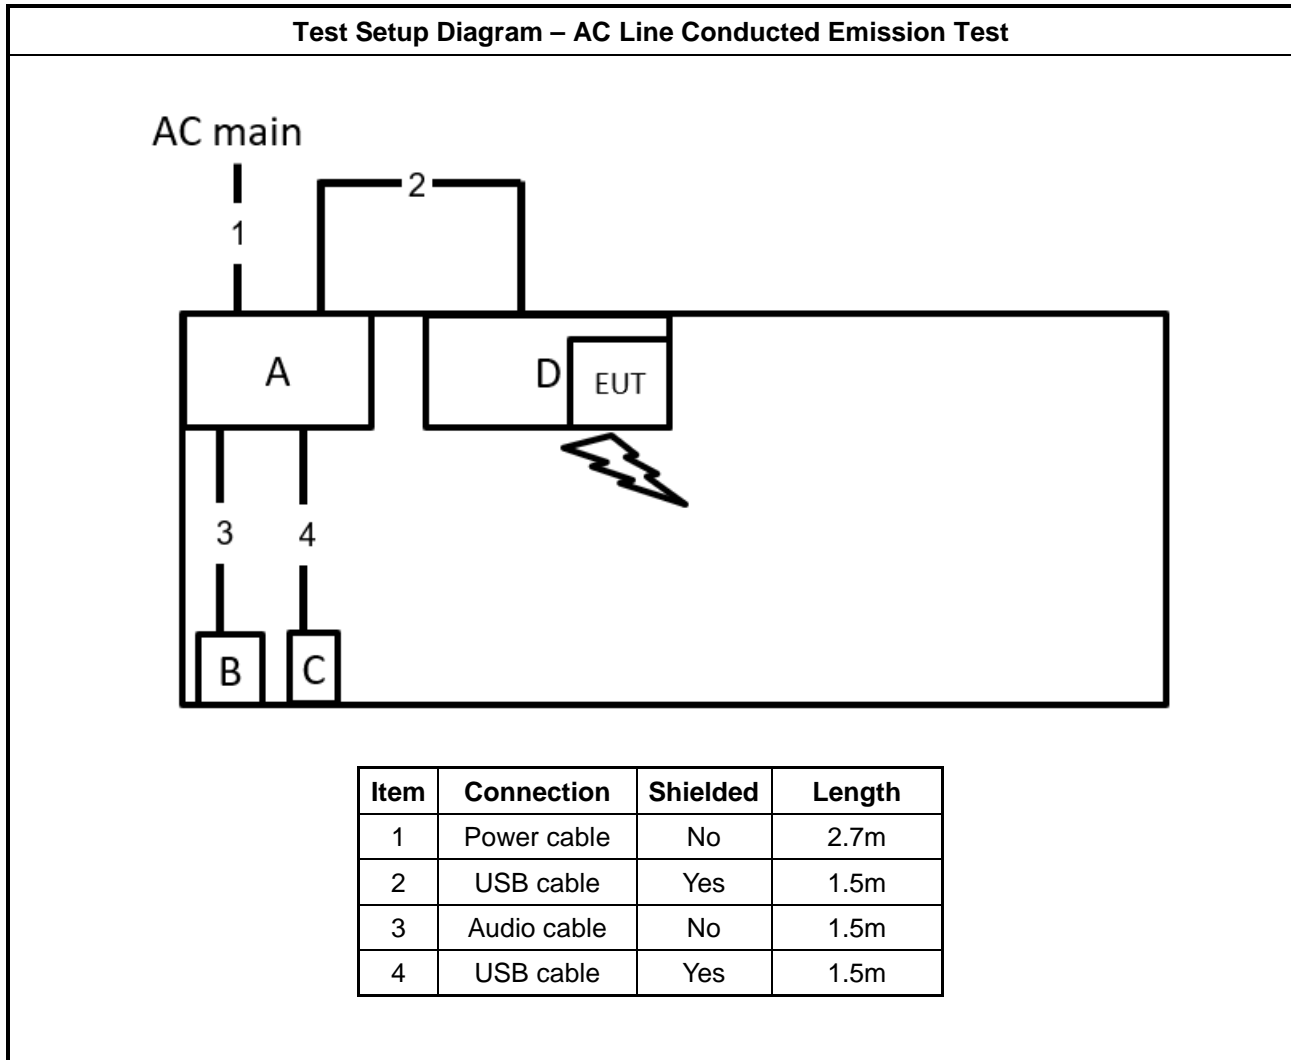 Test Setup Diagram – AC Line Conducted Emission Test
AC main
2
1
A
D
EUT
3
4
B
C
Item Connection Shielded Length
1 Power cable No 2.7m
2 USB cable Yes 1.5m
3 Audio cable No 1.5m
4 USB cable Yes 1.5m